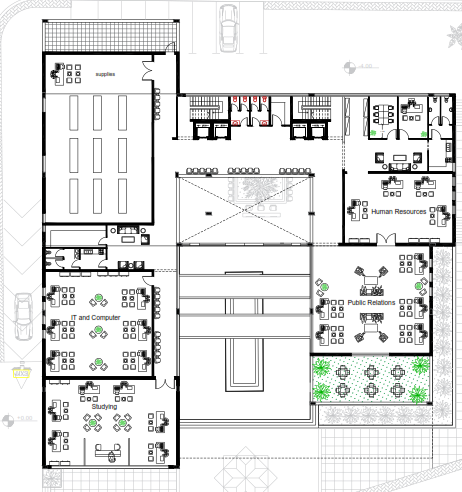 supplies
Human Resources
Public Relations
IT and Computer
Studying